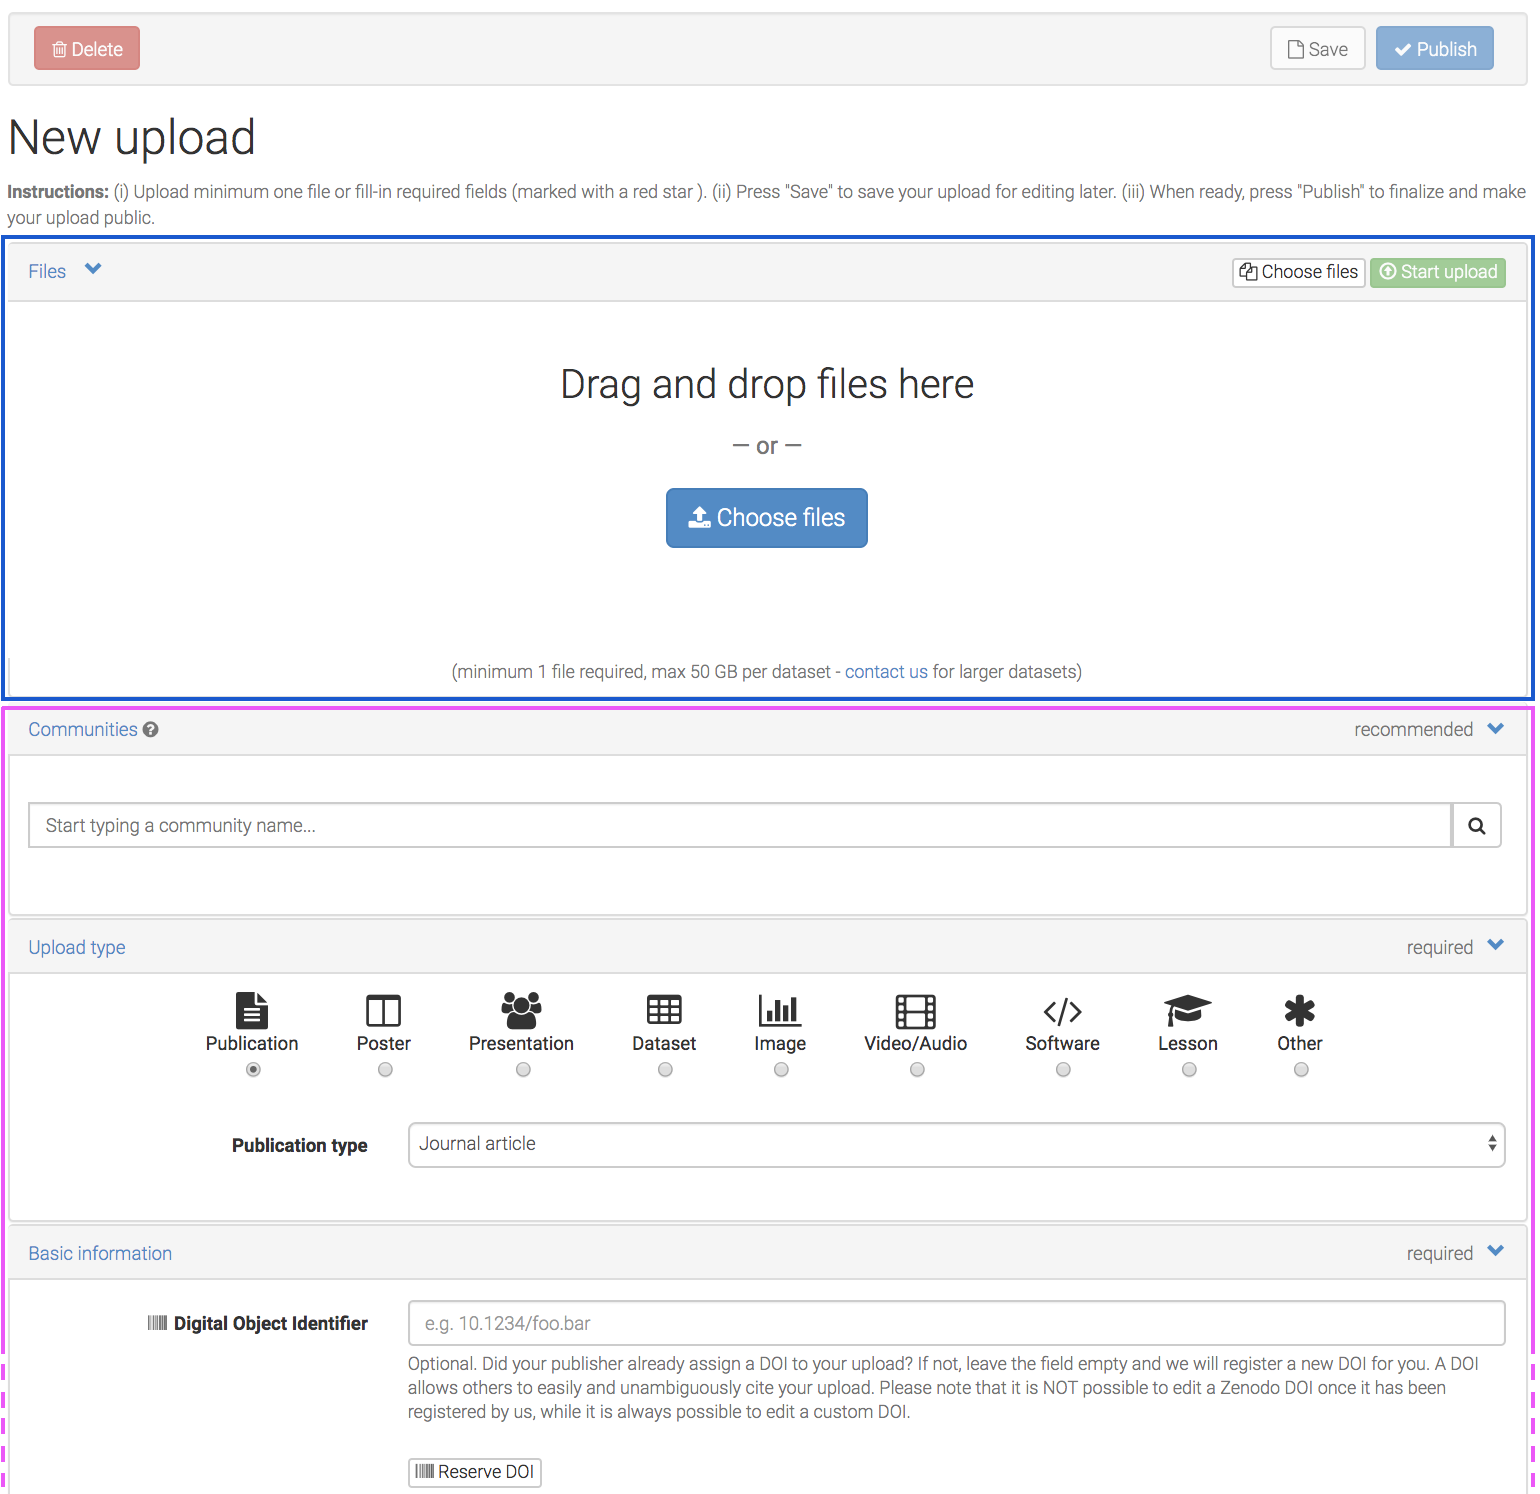 Delete
Save
Publish
New upload
Instructions: (i) Upload minimum one file or fill-in required fields (marked with a red star ). (ii) Press "Save" to save your upload for editing later. (iii) When ready, press "Publish" to finalize and make
your upload public.
Files
Choose files
Start upload
Drag and drop files here
— or —
Choose files
(minimum 1 file required, max 50 GB per dataset - contact us for larger datasets)
Communities ?
recommended
Start typing a community name...
Upload type
required
Publication
Poster
Presentation
Dataset
Image
Video/Audio
Software
Lesson
Other
Publication type
Journal article
Basic information
required
Digital Object Identifier
e.g. 10.1234/foo.bar
Optional. Did your publisher already assign a DOI to your upload? If not, leave the field empty and we will register a new DOI for you. A DOI
allows others to easily and unambiguously cite your upload. Please note that it is NOT possible to edit a Zenodo DOI once it has been
registered by us, while it is always possible to edit a custom DOI.
Reserve DOI